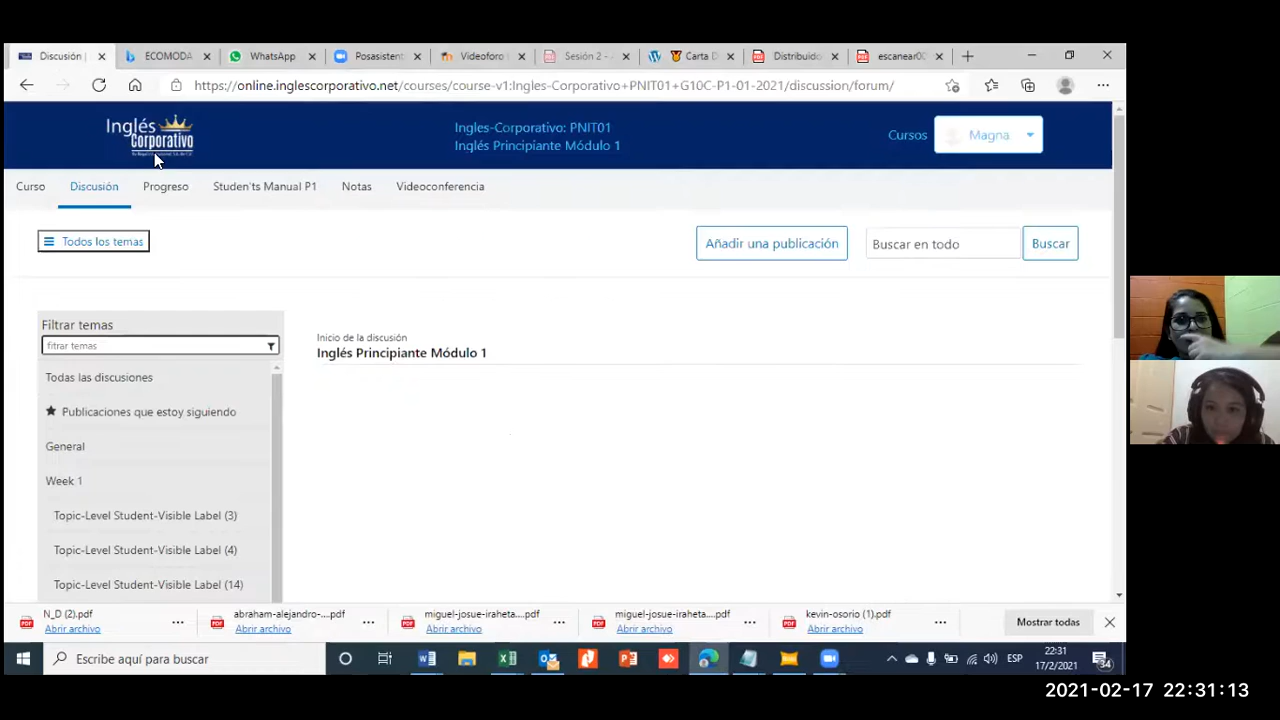 Discusión |
ECOMODA
WhatsApp
Posasistent
Videoforo
Sesión 2 -
Carta D
Distribuido
escanear00
https://online.inglescorporativo.net/courses/course-v1:Ingles-Corporativo+PNIT01+G10C-P1-01-2021/discussion/forum/
Inglés
Corporativo
Ingles-Corporativo: PNIT01
Inglés Principiante Módulo 1
Cursos
Magna
Curso
Discusión
Progreso
Studen'ts Manual P1
Notas
Videoconferencia
Todos los temas
Añadir una publicación
Buscar en todo
Buscar
Filtrar temas
fitrar temas
Inicio de la discusión
Inglés Principiante Módulo 1
Todas las discusiones
Publicaciones que estoy siguiendo
General
Week 1
Topic-Level Student-Visible Label (3)
Topic-Level Student-Visible Label (4)
Topic-Level Student-Visible Label (14)
N_D (2).pdf
Abrir archivo
abraham-alejandro-....pdf
Abrir archivo
miguel-josue-iraheta....pdf
Abrir archivo
miguel-josue-iraheta....pdf
Abrir archivo
kevin-osorio (1).pdf
Abrir archivo
Mostrar todas
Escribe aquí para buscar
ESP
22:31
17/2/2021
34
2021-02-17 22:31:13